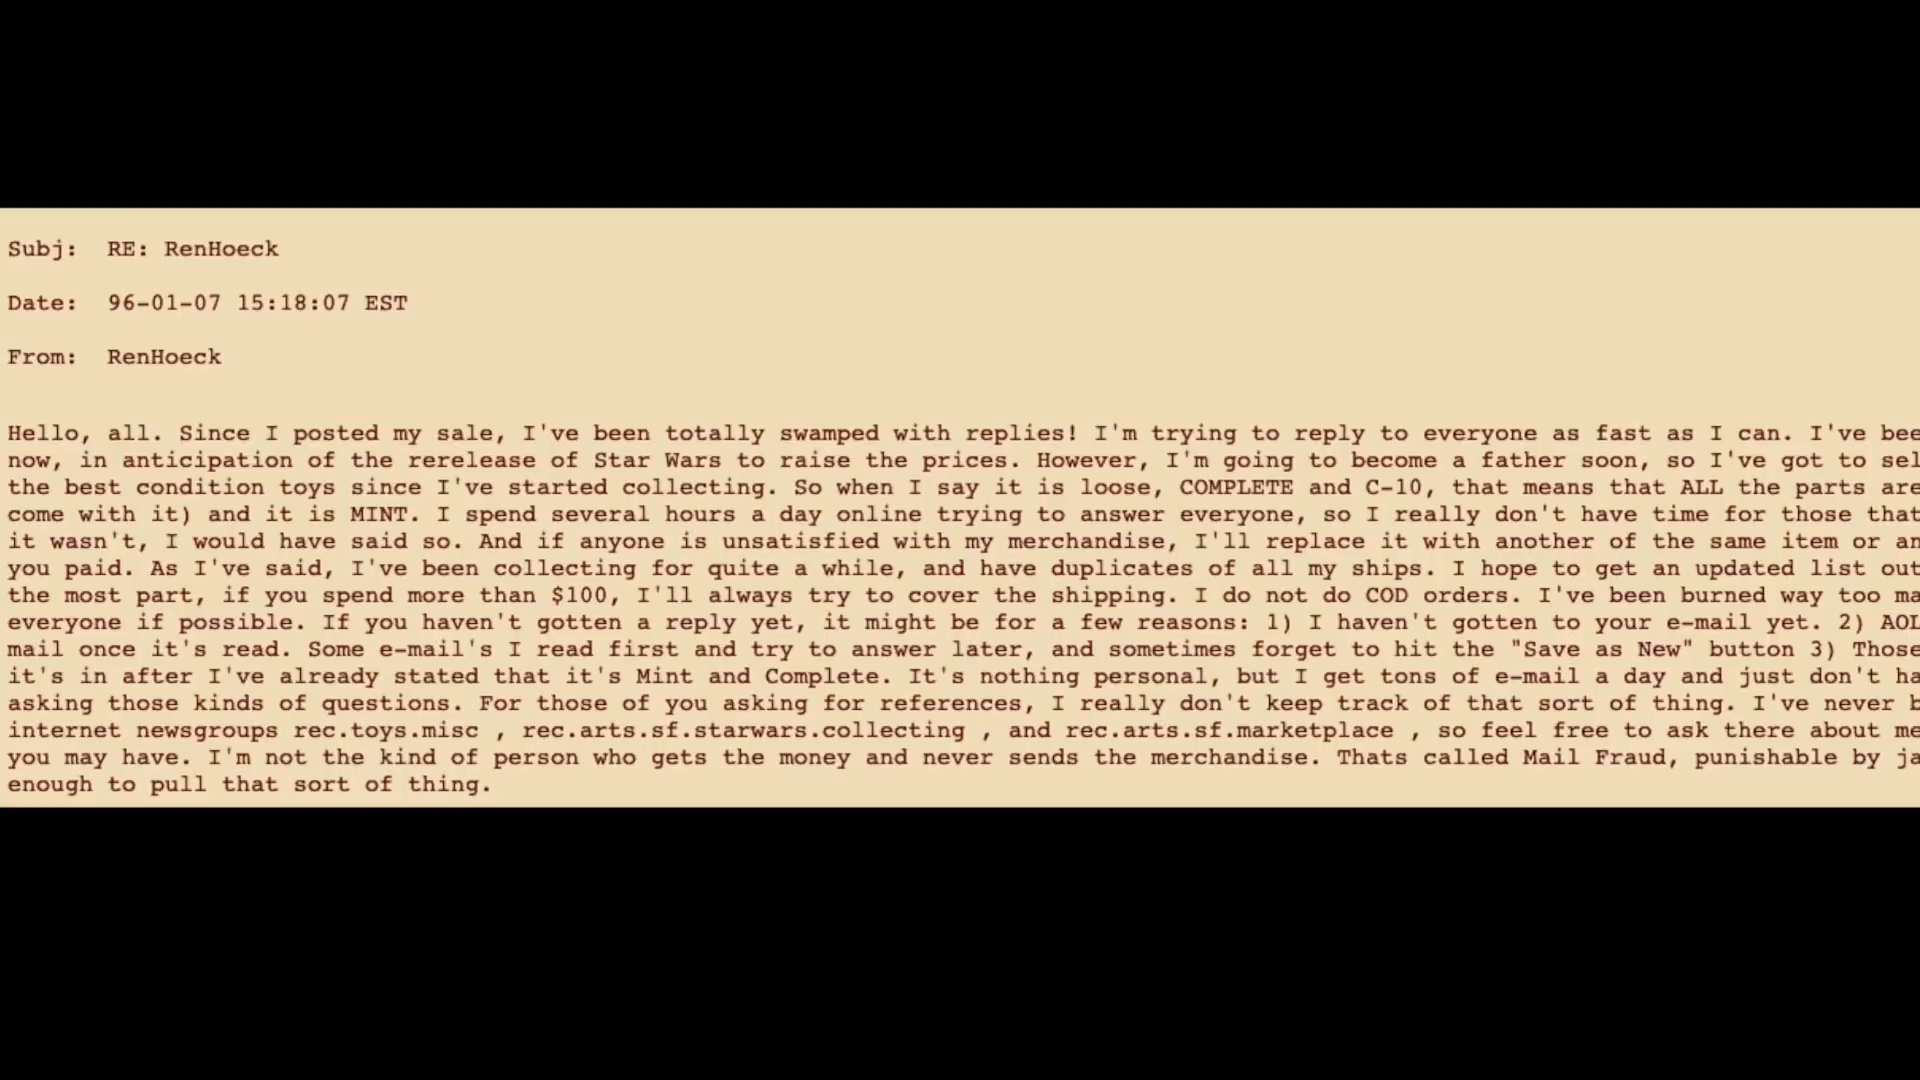 Subj: RE: RenHoeck
Date: 96-01-07 15:18:07 EST
From: RenHoeck
Hello, all. Since I posted my sale, I've been totally swamped with replies! I'm trying to reply to everyone as fast as I can. I've bee
now, in anticipation of the rerelease of Star Wars to raise the prices. However, I'm going to become a father soon, so I've got to sel
the best condition toys since I've started collecting. So when I say it is loose, COMPLETE and C-10, that means that ALL the parts are
come with it) and it is MINT. I spend several hours a day online trying to answer everyone, so I really don't have time for those that
it wasn't, I would have said so. And if anyone is unsatisfied with my merchandise, I'll replace it with another of the same item or an
you paid. As I've said, I've been collecting for quite a while, and have duplicates of all my ships. I hope to get an updated list out
the most part, if you spend more than $100, I'll always try to cover the shipping. I do not do COD orders. I've been burned way too ma
everyone if possible. If you haven't gotten a reply yet, it might be for a few reasons: 1) I haven't gotten to your e-mail yet. 2) AOL
mail once it's read. Some e-mail's I read first and try to answer later, and sometimes forget to hit the "Save as New" button 3) Those
it's in after I've already stated that it's Mint and Complete. It's nothing personal, but I get tons of e-mail a day and just don't ha
asking those kinds of questions. For those of you asking for references, I really don't keep track of that sort of thing. I've never b
internet newsgroups rec.toys.misc , rec.arts.sf.starwars.collecting , and rec.arts.sf.marketplace , so feel free to ask there about me
you may have. I'm not the kind of person who gets the money and never sends the merchandise. Thats called Mail Fraud, punishable by ja
enough to pull that sort of thing.